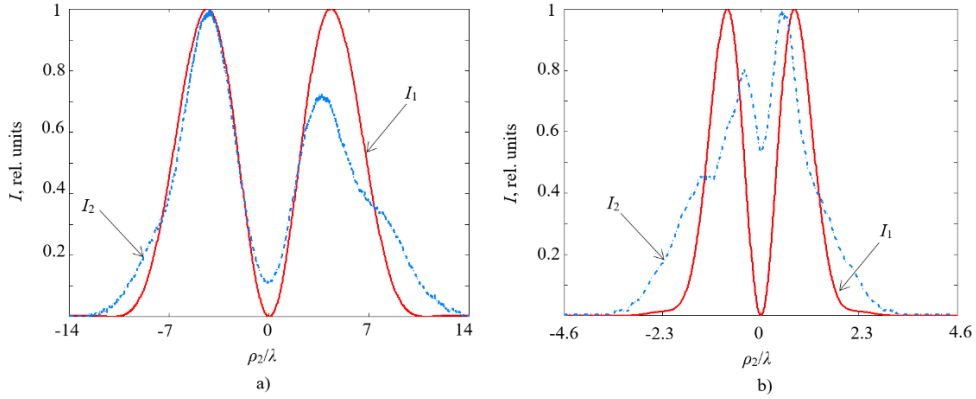 1
0.8
0.6
0.4
0.2
I, rel. units
I₁
I₂
-14 -7 0 7 14
ρ₂/λ
a)
1
0.8
0.6
0.4
0.2
I, rel. units
I₂
I₁
-4.6 -2.3 0 2.3 4.6
ρ₂/λ
b)